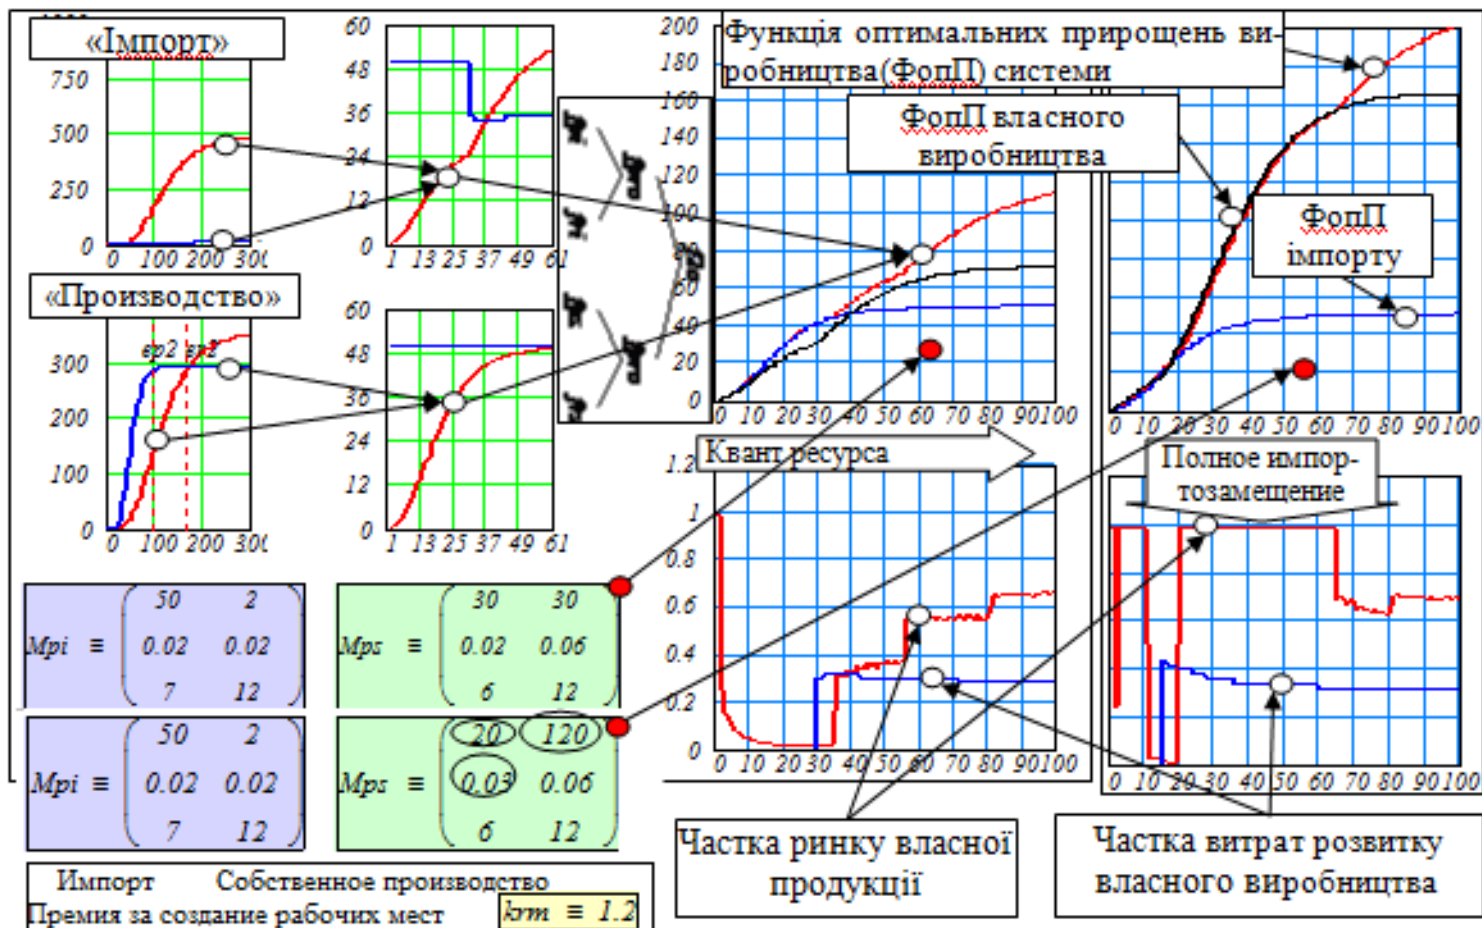 «Імпорт»
750
500
250
0
0 100 200 300
60
48
36
24
12
0
1 13 25 37 49 61
«Производство»
300
200
100
0
0 100 200 300
60
48
36
24
12
0
1 13 25 37 49 61
200
180
160
140
120
100
80
60
40
20
0
0 10 20 30 40 50 60 70 80 90 100
Функція оптимальних прирощень ви-
робництва(ФопП) системи
ФопП власного
виробництва
ФопП
імпорту
0 10 20 30 40 50 60 70 80 90 100
Квант ресурса
1.2
1
0.8
0.6
0.4
0.2
0
0 10 20 30 40 50 60 70 80 90 100
Полное импор-
тозамещение
0 10 20 30 40 50 60 70 80 90 100
50 2
Mpi ≡ 0.02 0.02
7 12
30 30
Mps ≡ 0.02 0.06
6 12
50 2
Mpi ≡ 0.02 0.02
7 12
20 120
Mps ≡ 0.03 0.06
6 12
Импорт Собственное производство
Премия за создание рабочих мест krm ≡ 1.2
Частка ринку власної
продукції
Частка витрат розвитку
власного виробництва